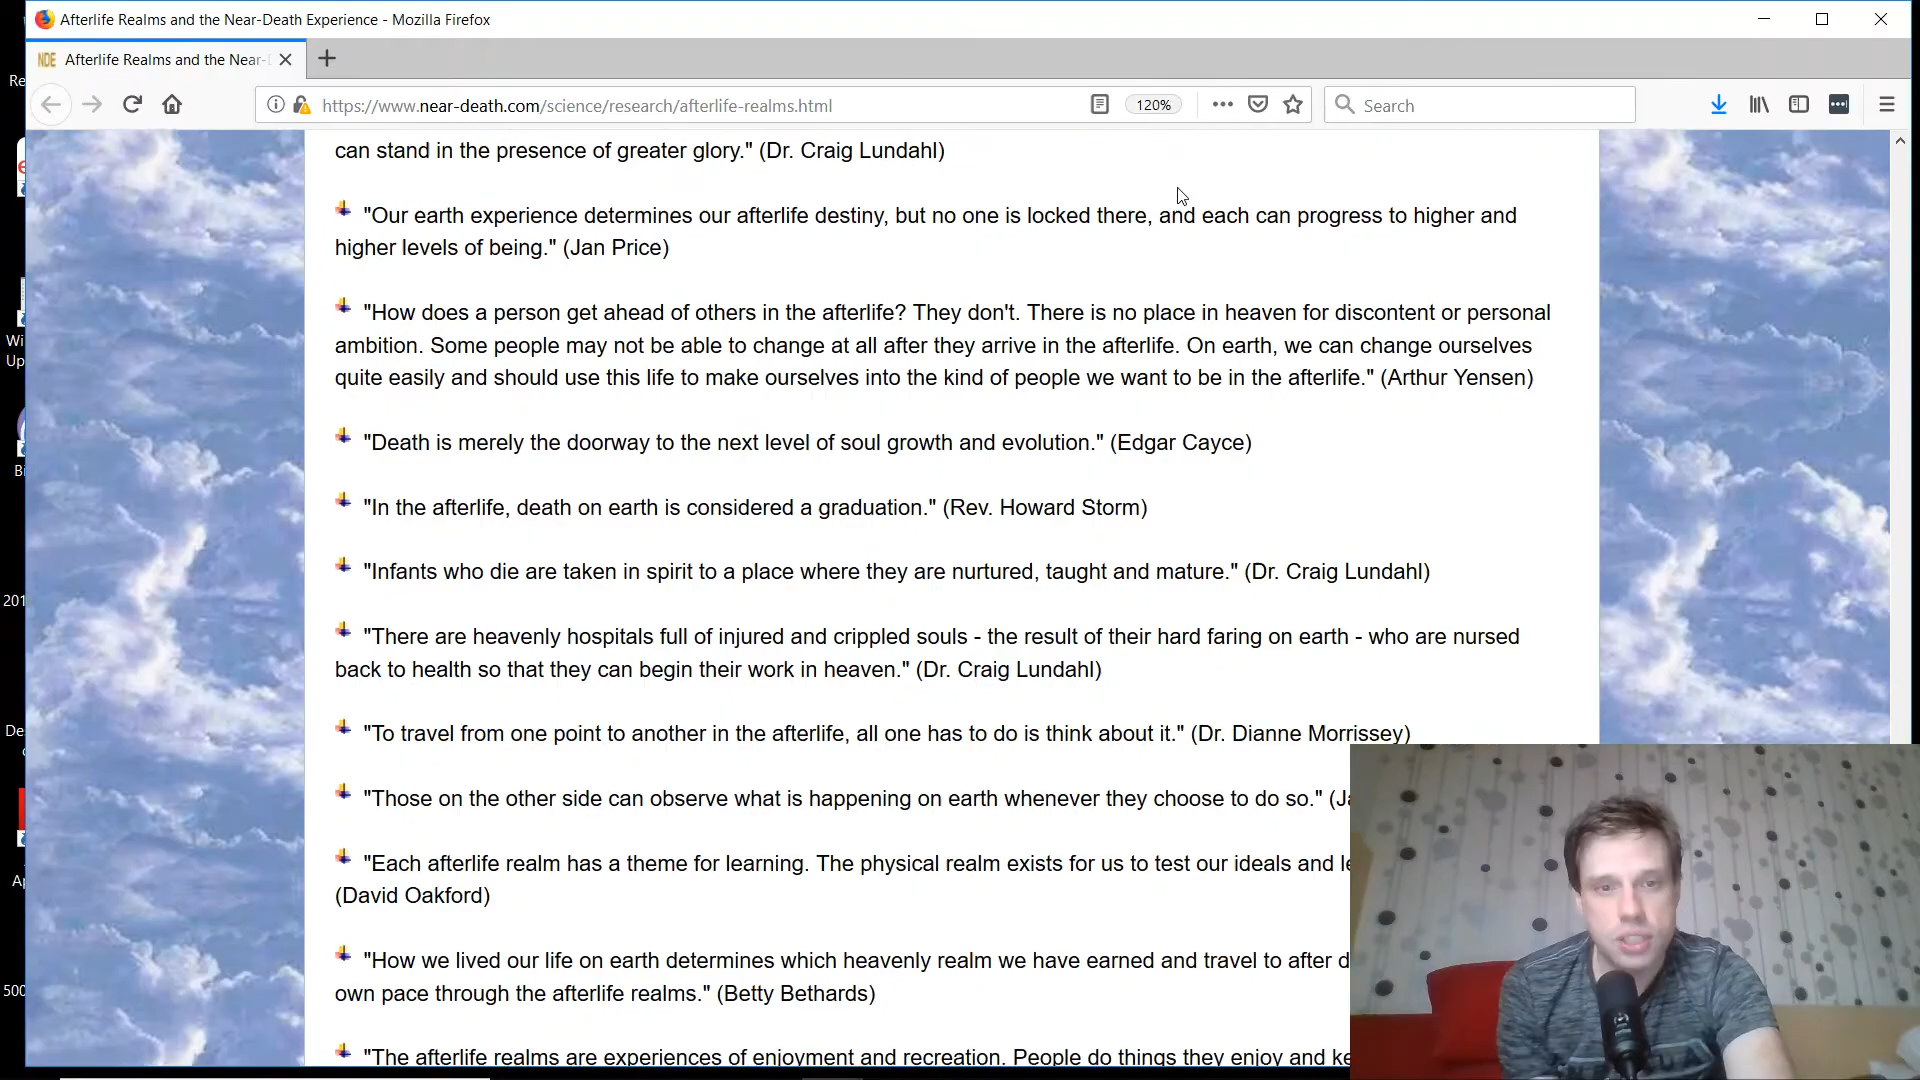 Afterlife Realms and the Near-Death Experience - Mozilla Firefox
NDE Afterlife Realms and the Near-
https://www.near-death.com/science/research/afterlife-realms.html 120% Search
can stand in the presence of greater glory." (Dr. Craig Lundahl)
"Our earth experience determines our afterlife destiny, but no one is locked there, and each can progress to higher and
higher levels of being." (Jan Price)
"How does a person get ahead of others in the afterlife? They don't. There is no place in heaven for discontent or personal
ambition. Some people may not be able to change at all after they arrive in the afterlife. On earth, we can change ourselves
quite easily and should use this life to make ourselves into the kind of people we want to be in the afterlife." (Arthur Yensen)
"Death is merely the doorway to the next level of soul growth and evolution." (Edgar Cayce)
"In the afterlife, death on earth is considered a graduation." (Rev. Howard Storm)
"Infants who die are taken in spirit to a place where they are nurtured, taught and mature." (Dr. Craig Lundahl)
"There are heavenly hospitals full of injured and crippled souls - the result of their hard faring on earth - who are nursed
back to health so that they can begin their work in heaven." (Dr. Craig Lundahl)
"To travel from one point to another in the afterlife, all one has to do is think about it." (Dr. Dianne Morrissey)
"Those on the other side can observe what is happening on earth whenever they choose to do so."
"Each afterlife realm has a theme for learning. The physical realm exists for us to test our ideals and
(David Oakford)
"How we lived our life on earth determines which heavenly realm we have earned and travel to after
own pace through the afterlife realms." (Betty Bethards)
"The afterlife realms are experiences of enjoyment and recreation. People do things they enjoy and
Re
Wi
Up
Bi
201
De
Ap
500